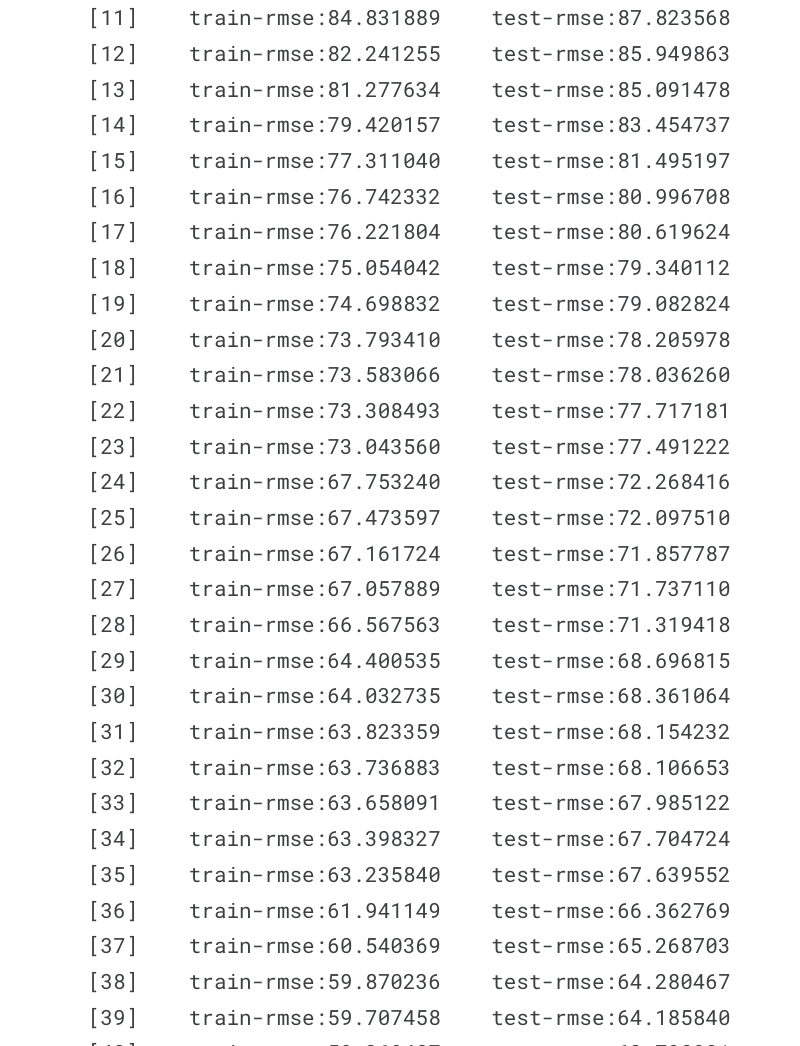 [11] train-rmse:84.831889 test-rmse:87.823568
[12] train-rmse:82.241255 test-rmse:85.949863
[13] train-rmse:81.277634 test-rmse:85.091478
[14] train-rmse:79.420157 test-rmse:83.454737
[15] train-rmse:77.311040 test-rmse:81.495197
[16] train-rmse:76.742332 test-rmse:80.996708
[17] train-rmse:76.221804 test-rmse:80.619624
[18] train-rmse:75.054042 test-rmse:79.340112
[19] train-rmse:74.698832 test-rmse:79.082824
[20] train-rmse:73.793410 test-rmse:78.205978
[21] train-rmse:73.583066 test-rmse:78.036260
[22] train-rmse:73.308493 test-rmse:77.717181
[23] train-rmse:73.043560 test-rmse:77.491222
[24] train-rmse:67.753240 test-rmse:72.268416
[25] train-rmse:67.473597 test-rmse:72.097510
[26] train-rmse:67.161724 test-rmse:71.857787
[27] train-rmse:67.057889 test-rmse:71.737110
[28] train-rmse:66.567563 test-rmse:71.319418
[29] train-rmse:64.400535 test-rmse:68.696815
[30] train-rmse:64.032735 test-rmse:68.361064
[31] train-rmse:63.823359 test-rmse:68.154232
[32] train-rmse:63.736883 test-rmse:68.106653
[33] train-rmse:63.658091 test-rmse:67.985122
[34] train-rmse:63.398327 test-rmse:67.704724
[35] train-rmse:63.235840 test-rmse:67.639552
[36] train-rmse:61.941149 test-rmse:66.362769
[37] train-rmse:60.540369 test-rmse:65.268703
[38] train-rmse:59.870236 test-rmse:64.280467
[39] train-rmse:59.707458 test-rmse:64.185840